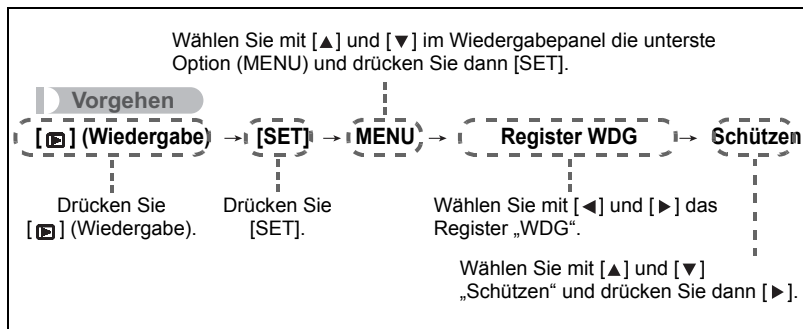 Wählen Sie mit [▲] und [▼] im Wiedergabepanel die unterste
Option (MENU) und drücken Sie dann [SET].
Vorgehen
[▶] (Wiedergabe) → [SET] → MENU → Register WDG → Schützen
Drücken Sie
[▶] (Wiedergabe).
Drücken Sie
[SET].
Wählen Sie mit [◀] und [▶] das
Register „WDG“.
Wählen Sie mit [▲] und [▼]
„Schützen“ und drücken Sie dann [▶].